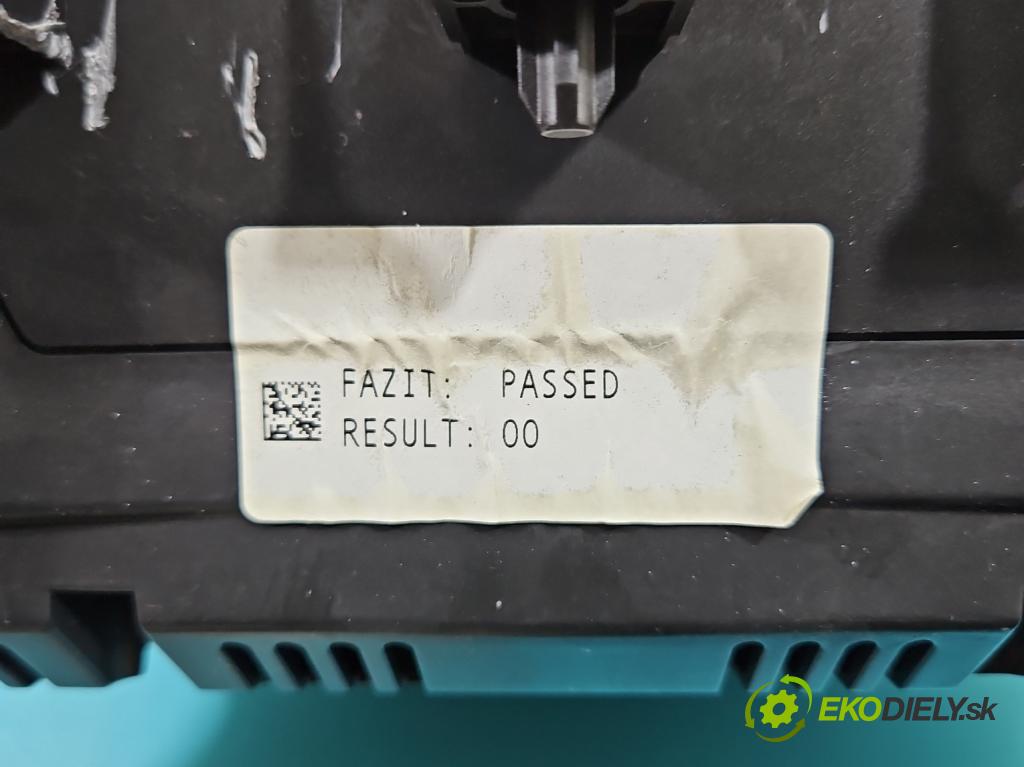 FAZIT: PASSED
RESULT: 00
EKODIELY.sk